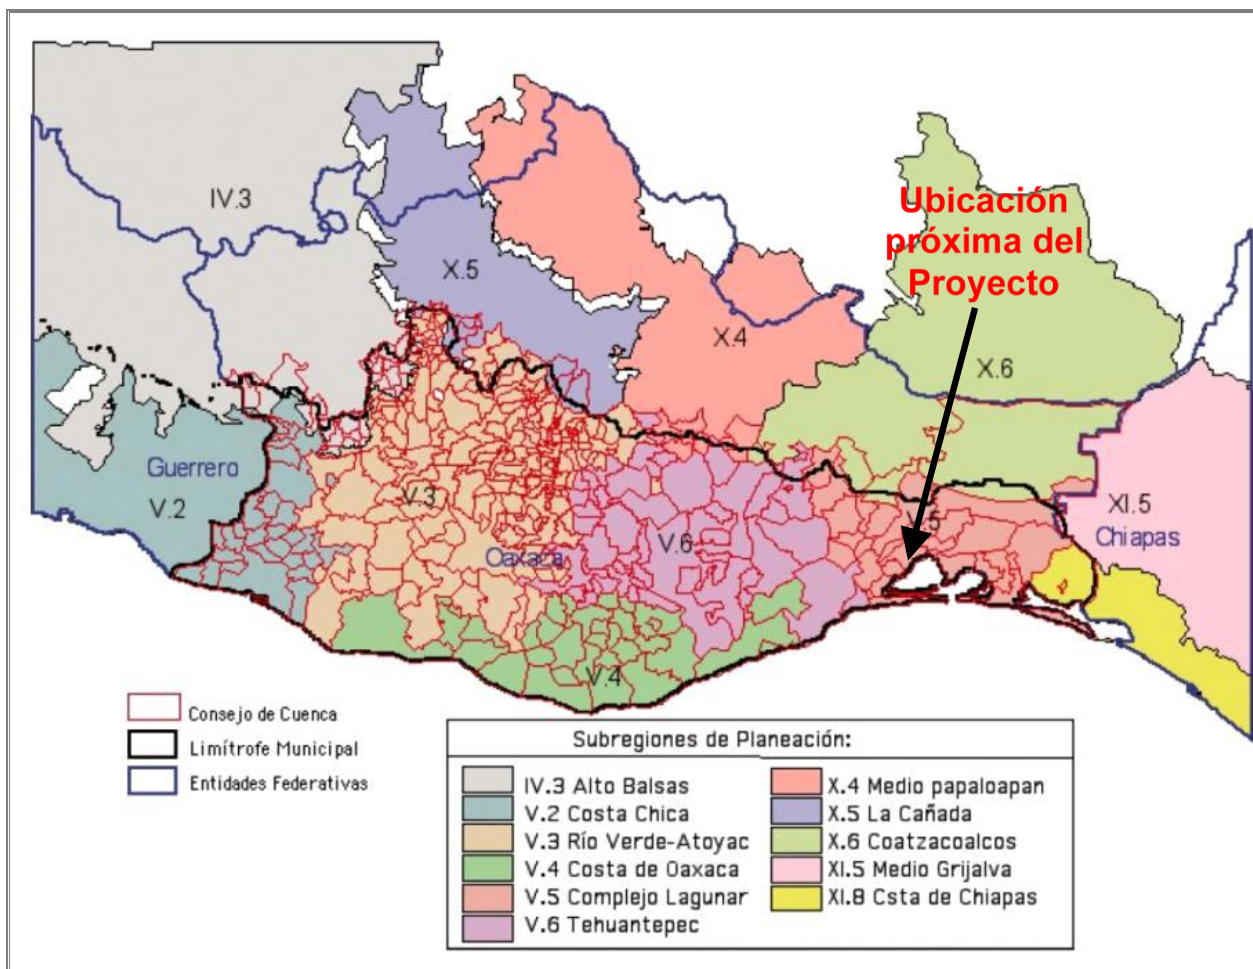 IV.3
Ubicación
próxima del
Proyecto
X.5
X.4
X.6
Guerrero
V.2
V.3
Oaxaca
V.6
V.5
XI.5
Chiapas
V.4
Consejo de Cuenca
Limítrofe Municipal
Entidades Federativas
Subregiones de Planeación:
IV.3 Alto Balsas
V.2 Costa Chica
V.3 Río Verde-Atoyac
V.4 Costa de Oaxaca
V.5 Complejo Lagunar
V.6 Tehuantepec
X.4 Medio papaloapan
X.5 La Cañada
X.6 Coatzacoalcos
XI.5 Medio Grijalva
XI.8 Csta de Chiapas